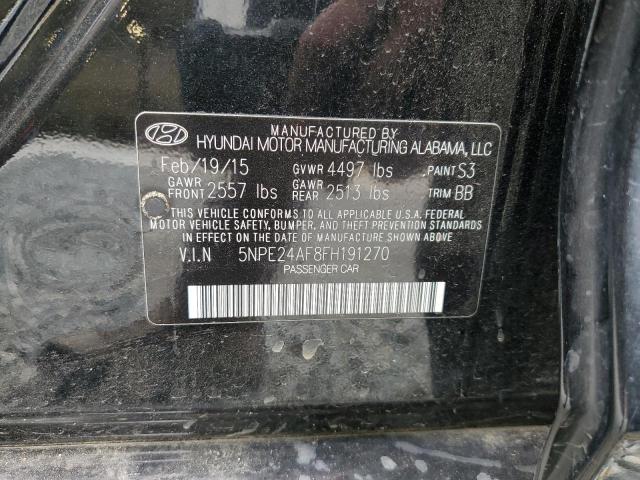 MANUFACTURED BY
HYUNDAI MOTOR MANUFACTURING ALABAMA, LLC
Feb/19/15 GVWR 4497 lbs PAINT S3
GAWR FRONT 2557 lbs GAWR REAR 2513 lbs TRIM BB
THIS VEHICLE CONFORMS TO ALL APPLICABLE U.S.A. FEDERAL
MOTOR VEHICLE SAFETY, BUMPER, AND THEFT PREVENTION STANDARDS
IN EFFECT ON THE DATE OF MANUFACTURE SHOWN ABOVE.
V.I.N 5NPE24AF8FH191270
PASSENGER CAR